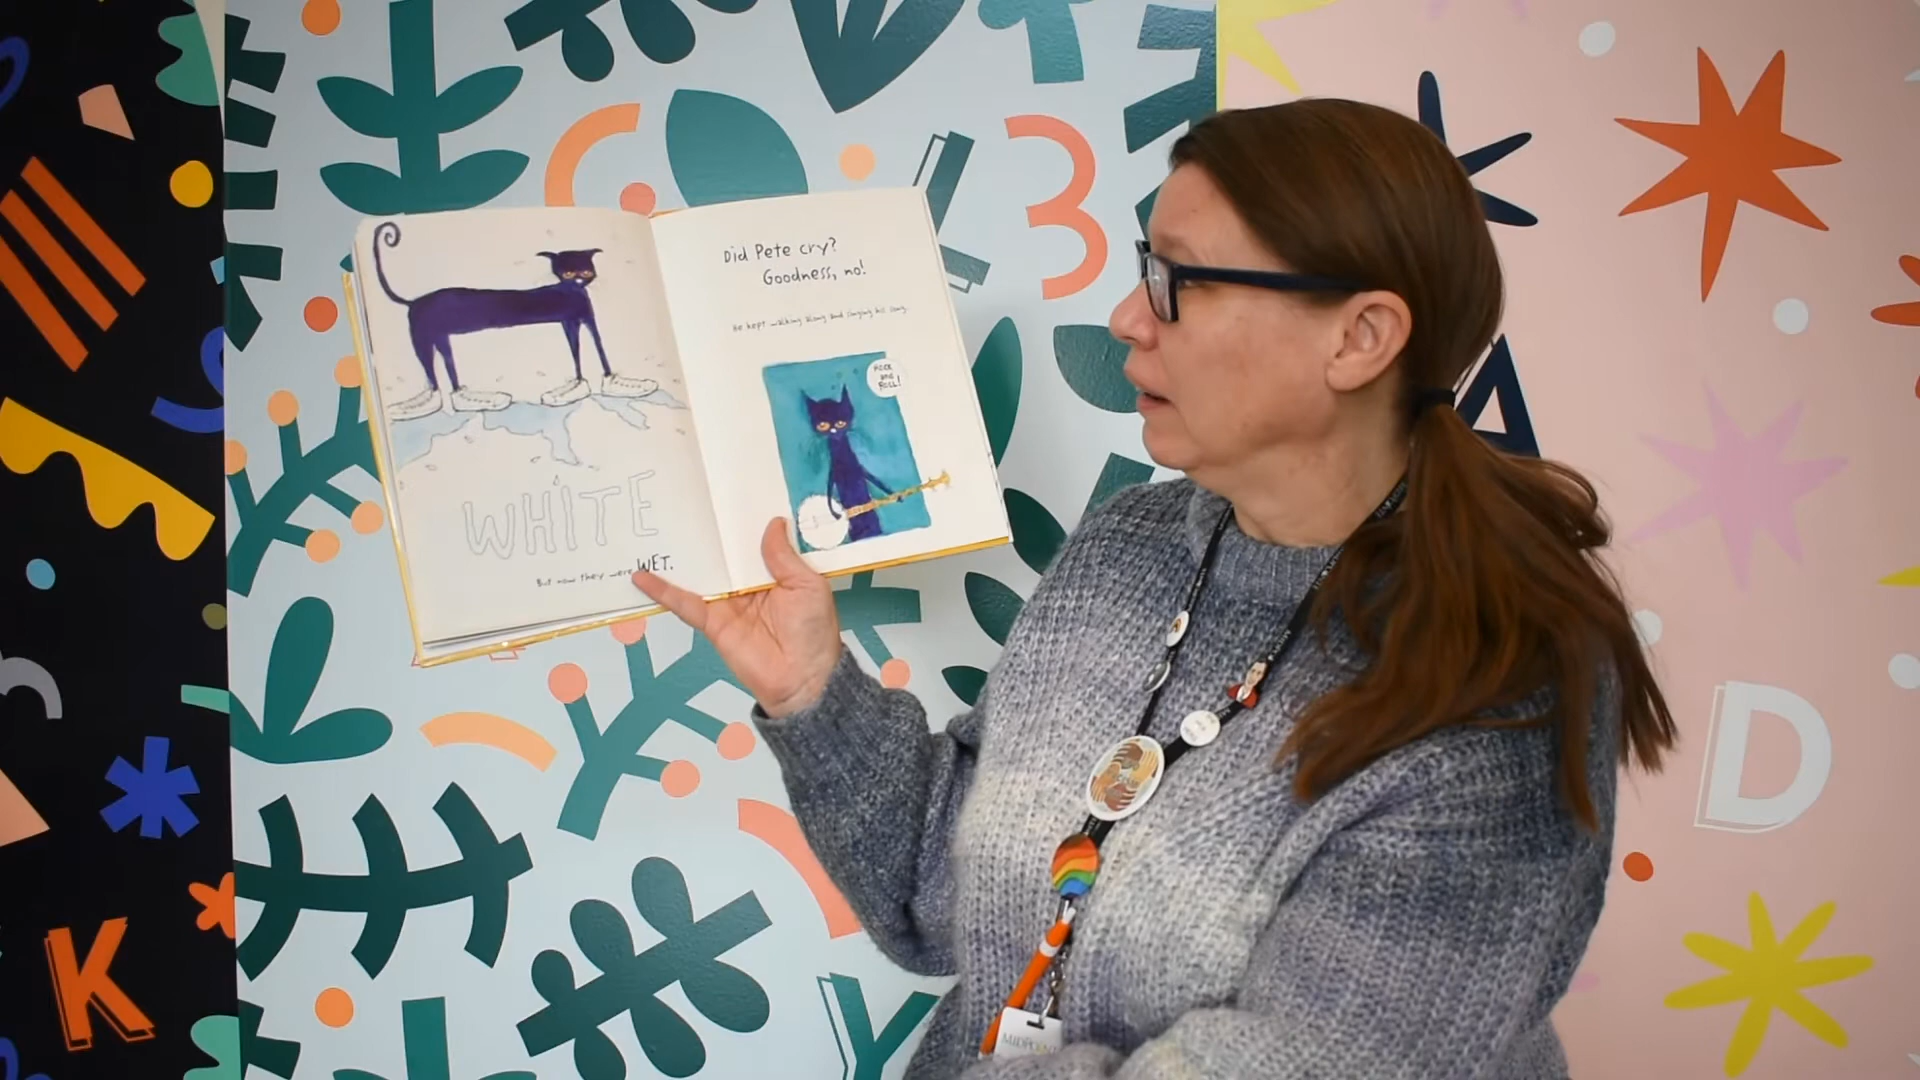 WHITE
But now they were WET.
Did Pete cry?
Goodness, no!
He kept walking along and singing his song.
ROCK
AND
ROLL!
K
L
3
Y
A
D